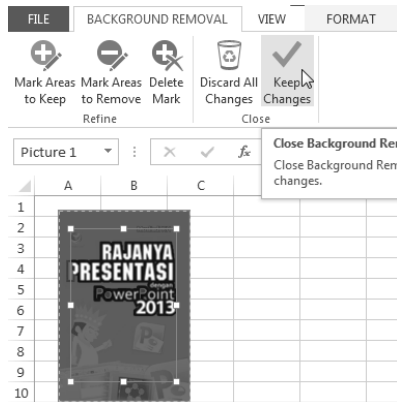 FILE BACKGROUND REMOVAL VIEW FORMAT
Mark Areas to Keep
Mark Areas to Remove
Delete Mark
Discard All Changes
Keep Changes
Refine Close
Picture 1 fx
Close Background Re
Close Background Rem
changes.
A B C
1
2
3
4
5
6
7
8
9
10
RAJANYA
PRESENTASI
dengan
PowerPoint
2013